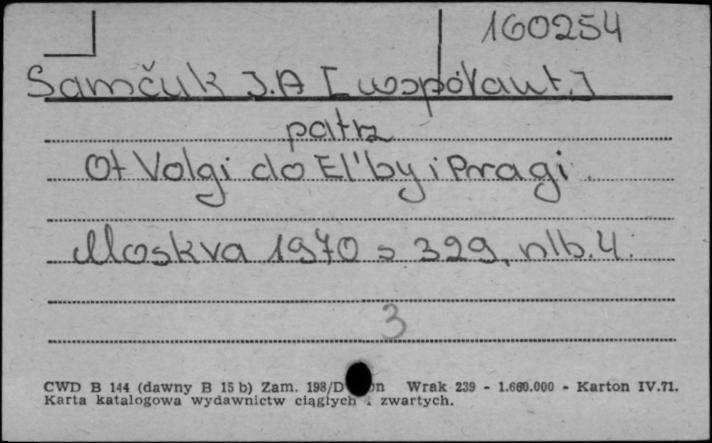 160254
Samčuk J.A [współaut.]
patrz
Ot Volgi do El'by i Pragi.
Moskva 1970 s 329, nlb. 4.
3
CWD B 144 (dawny B 15 b) Zam. 198/D Wrak 239 - 1.660.000 - Karton IV.71.
Karta katalogowa wydawnictw ciągłych i zwartych.